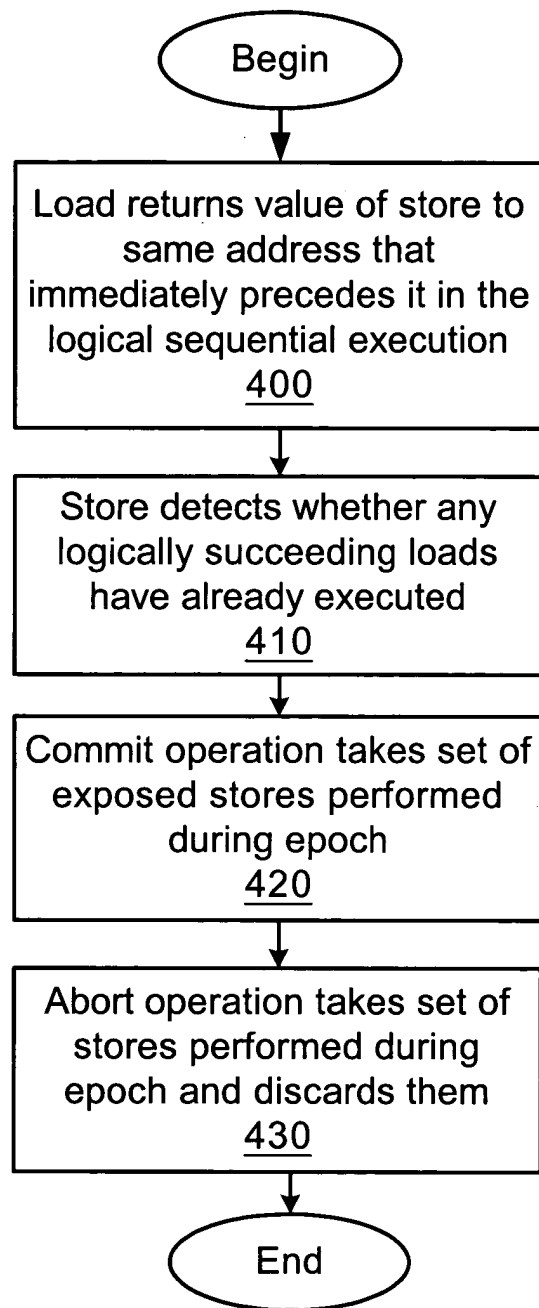 Begin
Load returns value of store to
same address that
immediately precedes it in the
logical sequential execution
400
Store detects whether any
logically succeeding loads
have already executed
410
Commit operation takes set of
exposed stores performed
during epoch
420
Abort operation takes set of
stores performed during
epoch and discards them
430
End